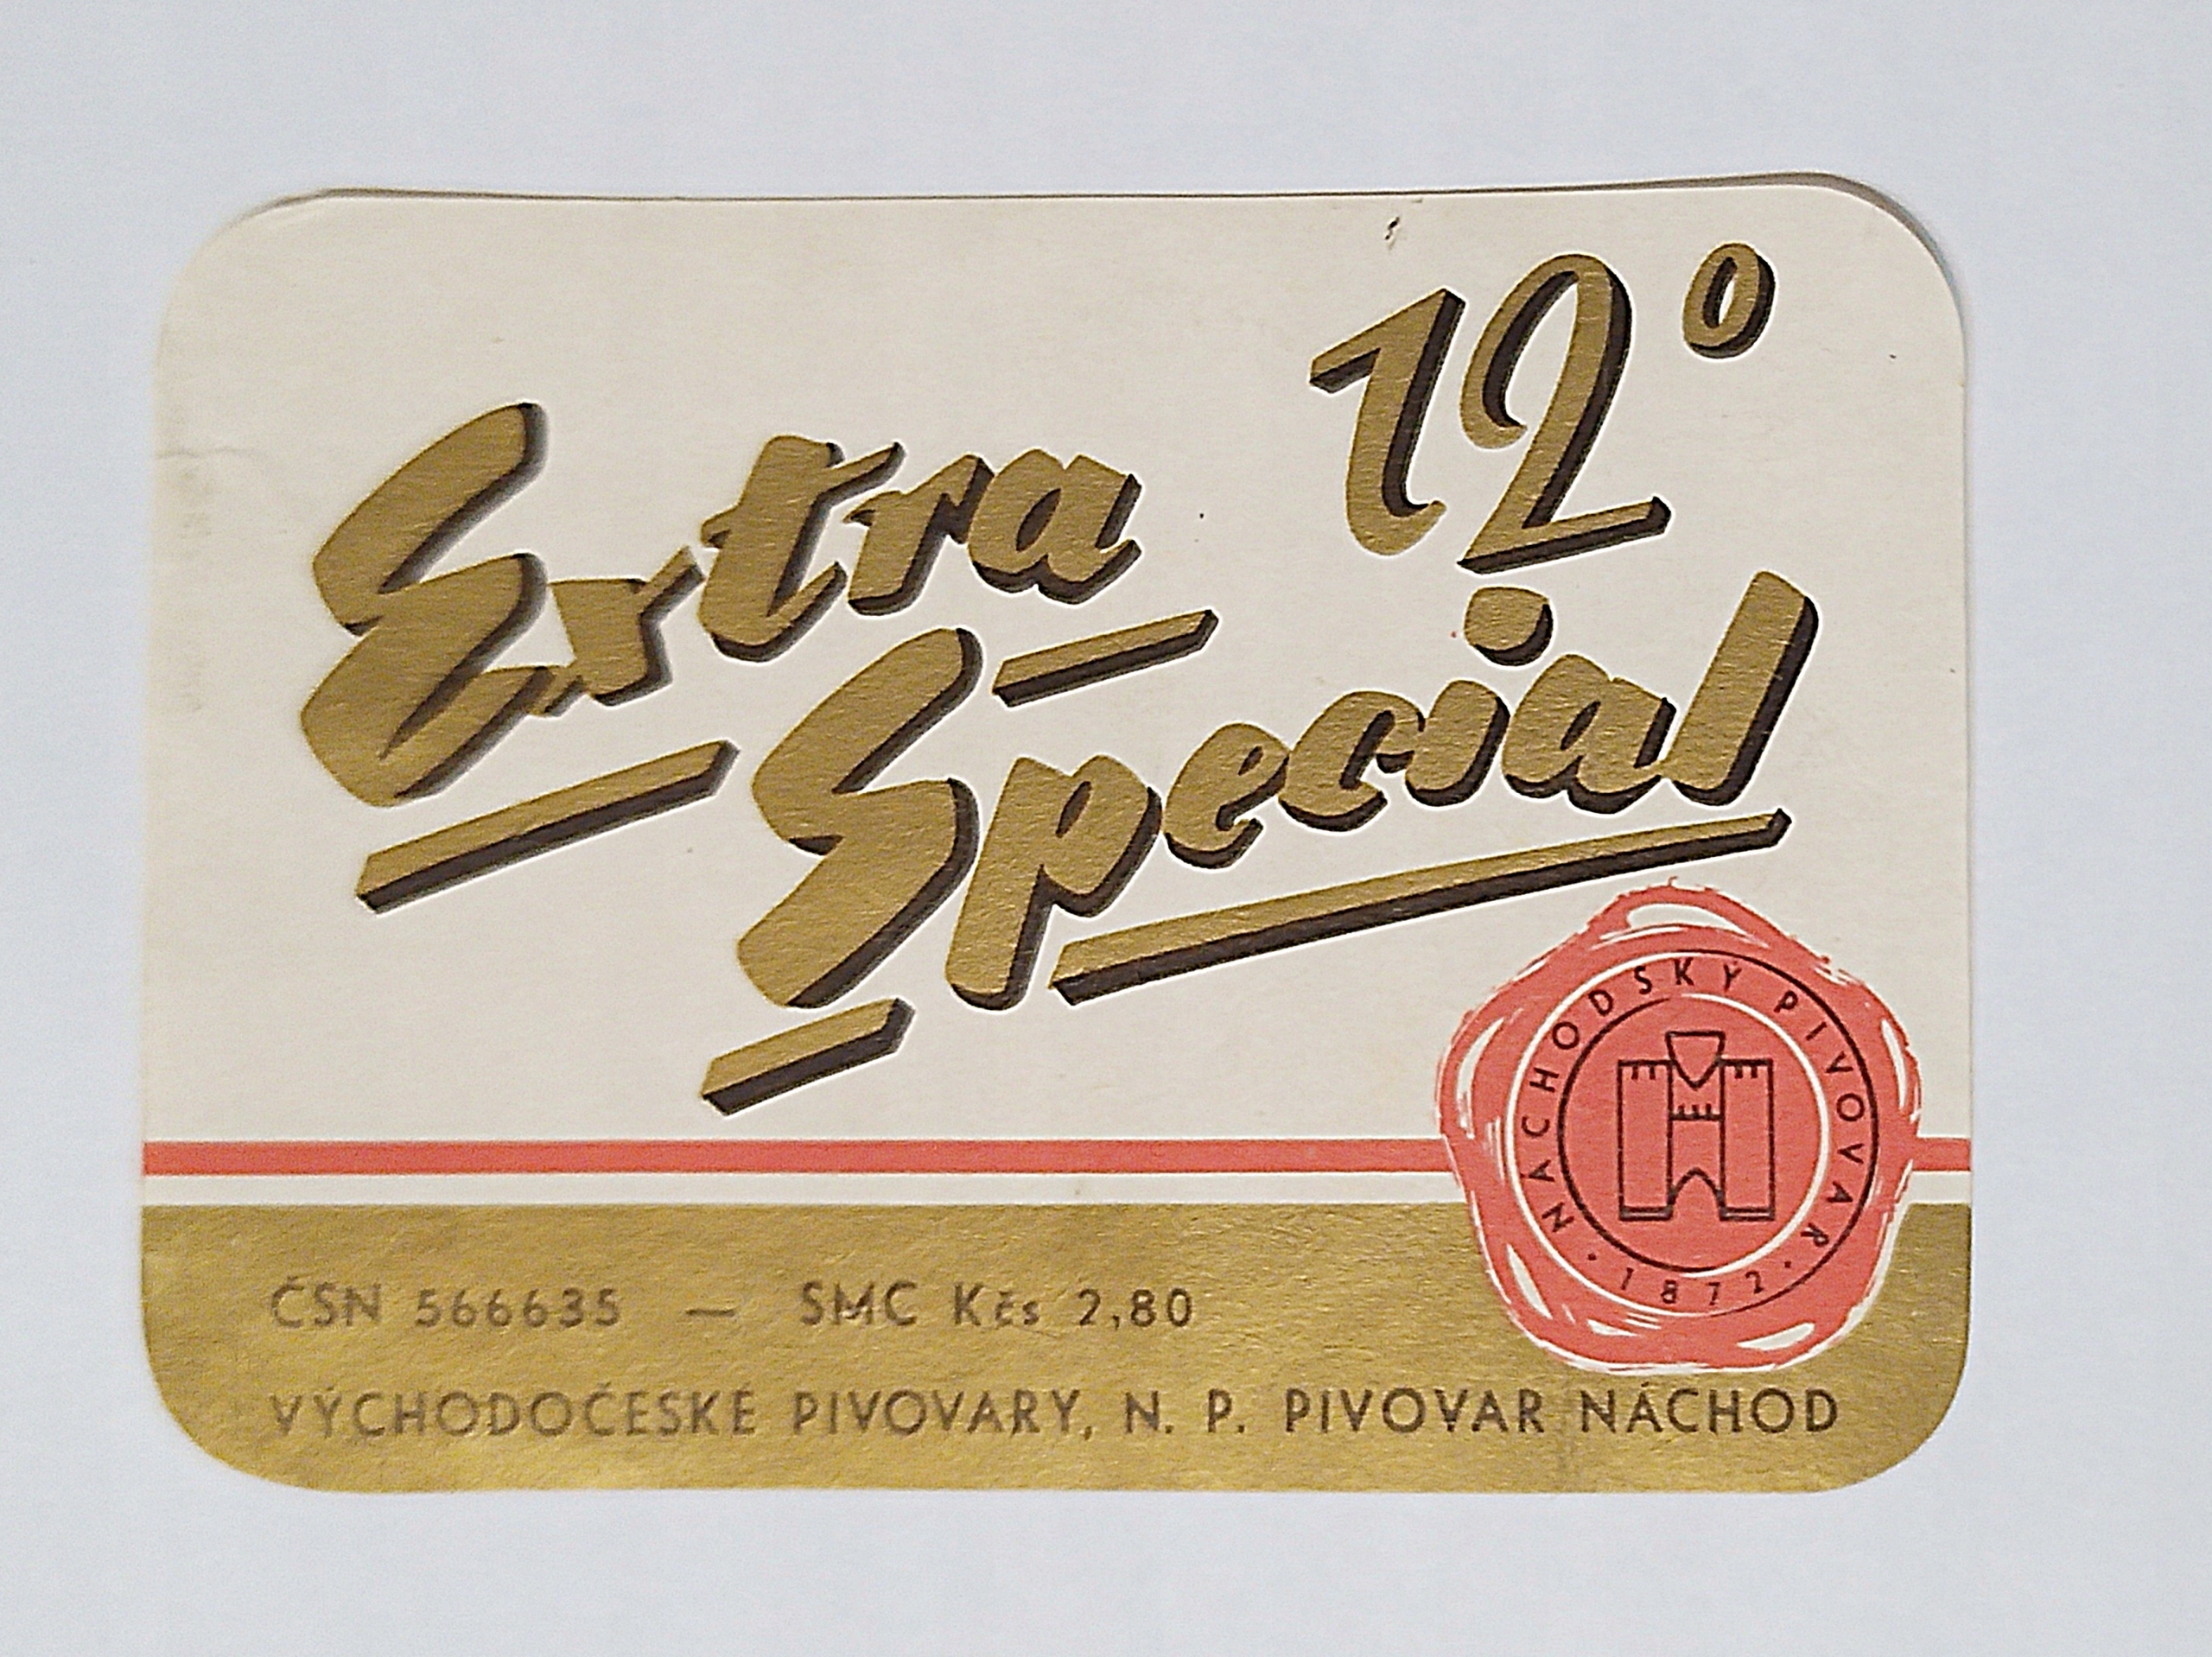 12°
Extra
Special
NÁCHODSKÝ PIVOVAR
· 1872 ·
ČSN 566635 — SMC Kčs 2,80
VÝCHODOČESKÉ PIVOVARY, N. P. PIVOVAR NÁCHOD